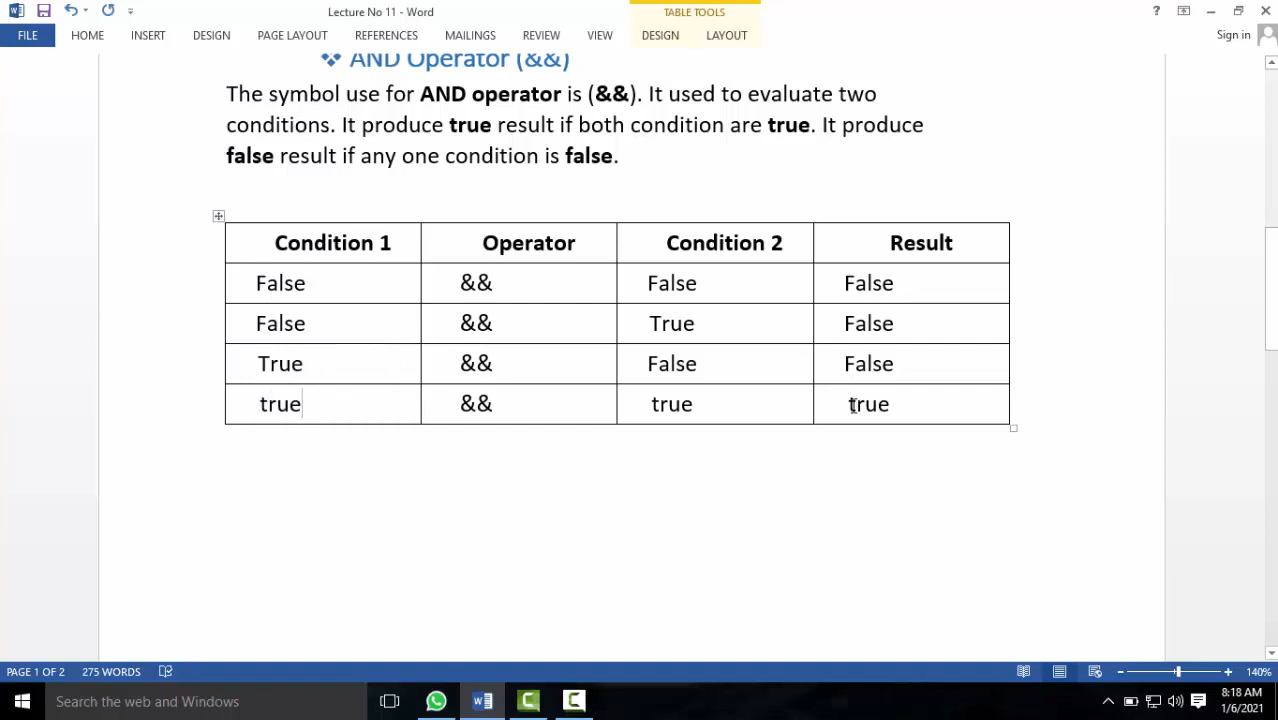 Lecture No 11 - Word
TABLE TOOLS
?
FILE HOME INSERT DESIGN PAGE LAYOUT REFERENCES MAILINGS REVIEW VIEW DESIGN LAYOUT Sign in
❖ AND Operator (&&)
The symbol use for AND operator is (&&). It used to evaluate two
conditions. It produce true result if both condition are true. It produce
false result if any one condition is false.
Condition 1 Operator Condition 2 Result
False && False False
False && True False
True && False False
true && true true
PAGE 1 OF 2 275 WORDS 140%
Search the web and Windows
8:18 AM
1/6/2021